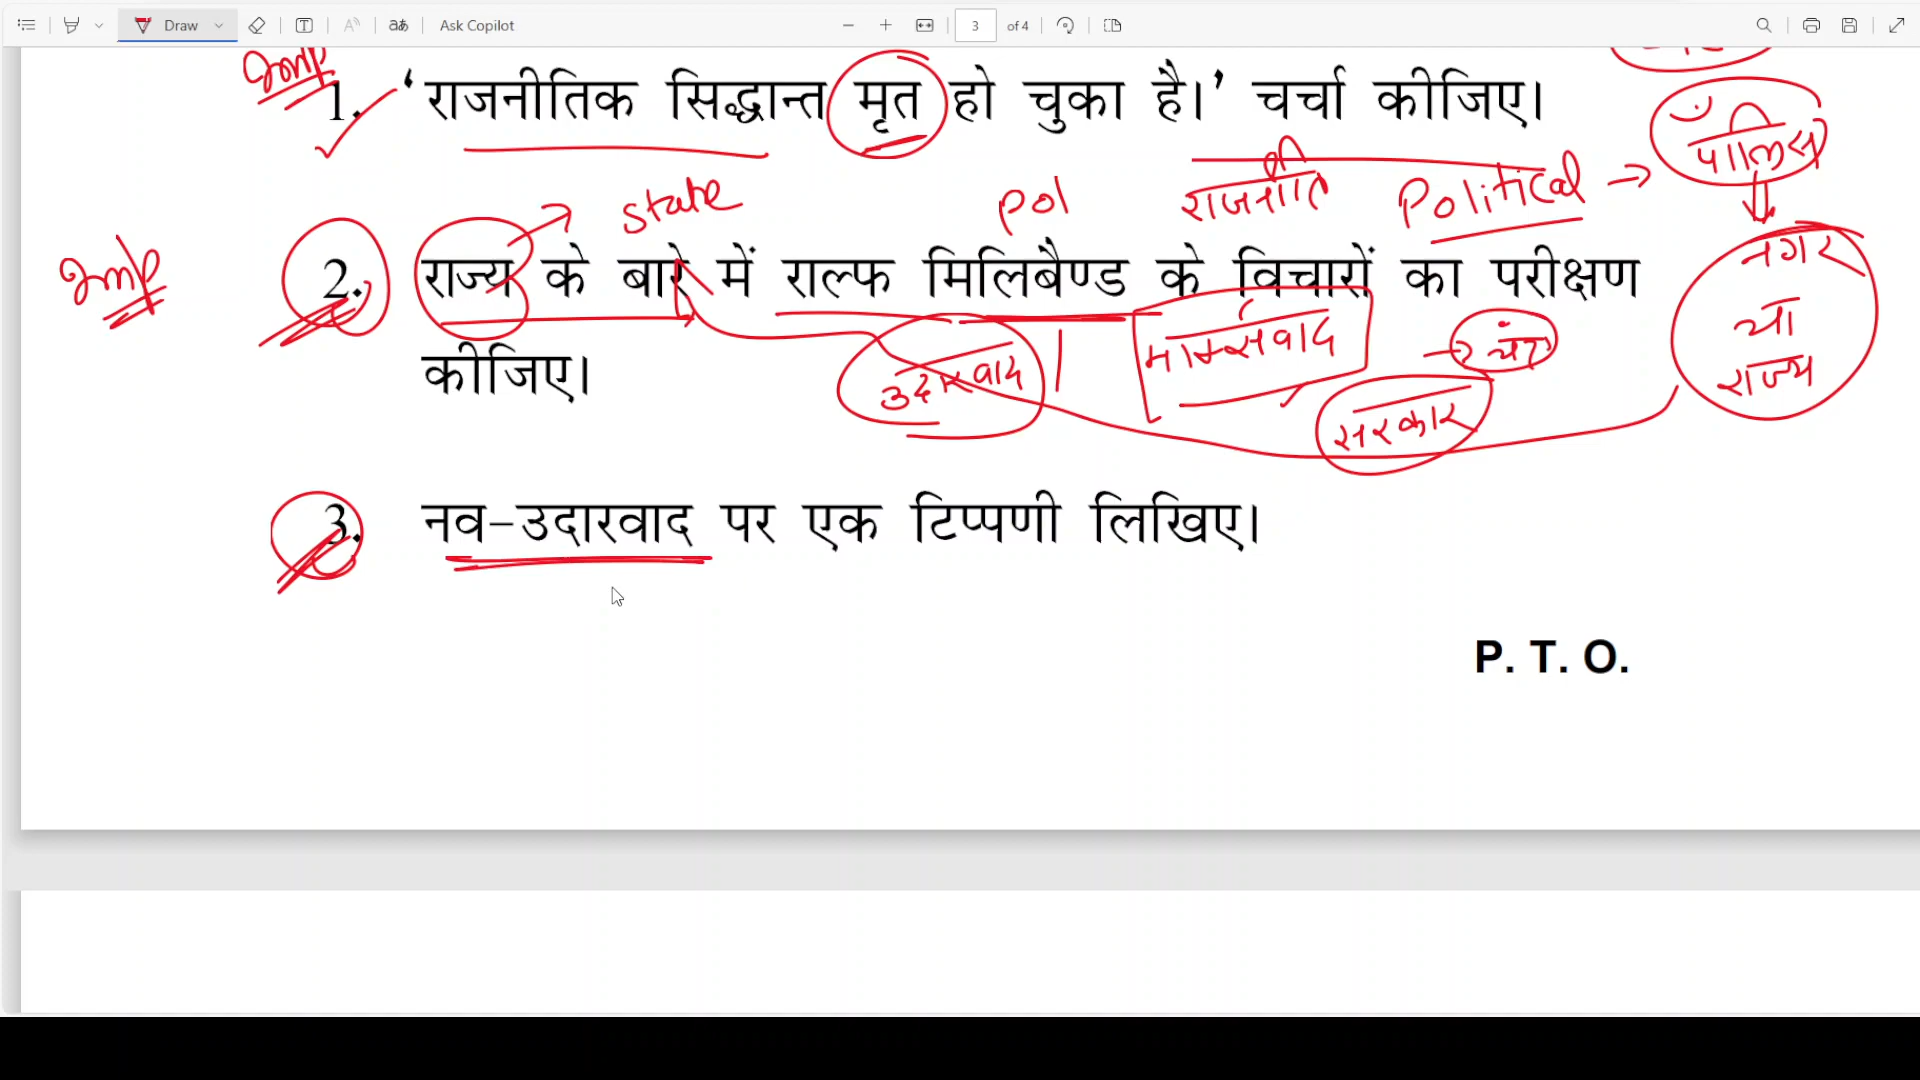 Draw Ask Copilot 3 of 4
Imp
1. 'राजनीतिक सिद्धान्त मृत हो चुका है।' चर्चा कीजिए।
पोलिस
state pol राजनीति Political →
Imp
2. राज्य के बारे में राल्फ मिलिबैण्ड के विचारों का परीक्षण
नगर
या
राज्य
कीजिए।
उदारवाद मार्क्सवाद
सरकार
3. नव-उदारवाद पर एक टिप्पणी लिखिए।
P. T. O.